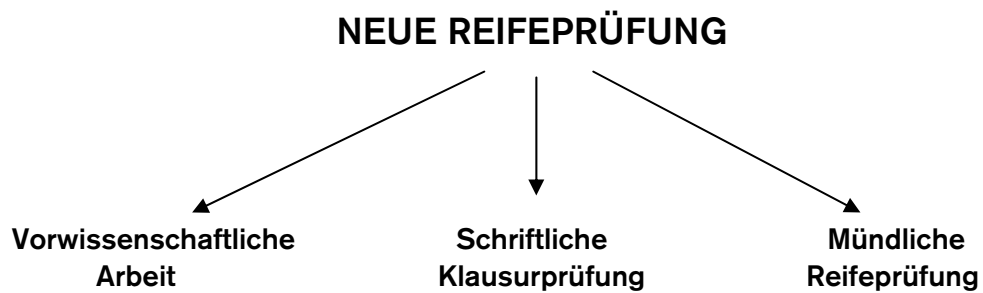 NEUE REIFEPRÜFUNG
Vorwissenschaftliche
Arbeit
Schriftliche
Klausurprüfung
Mündliche
Reifeprüfung